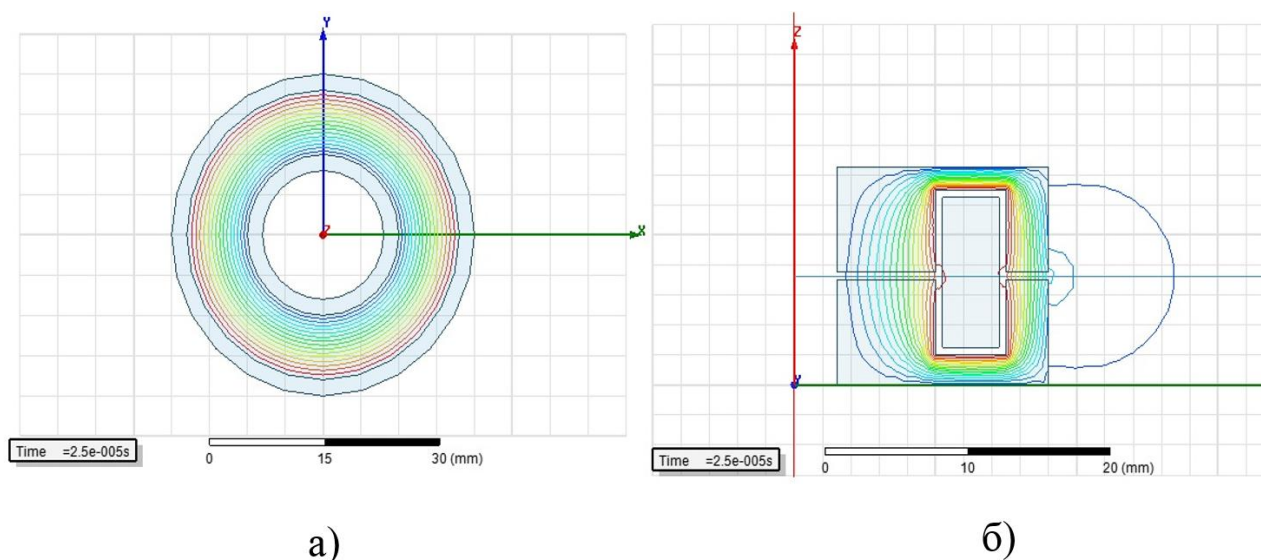 Y
Z
X
Time =2.5e-005s
0 15 30 (mm)
Z
Y
Time =2.5e-005s
0 10 20 (mm)
а) б)